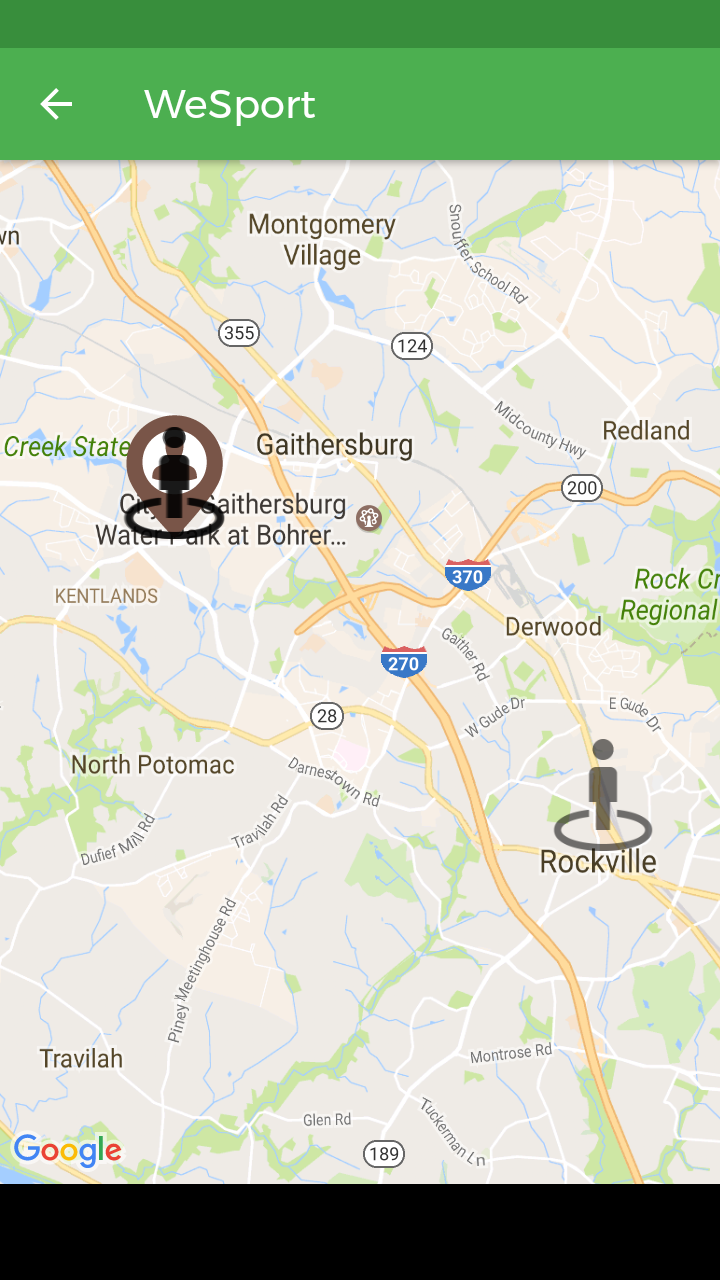 WeSport
Montgomery
Village
wn
Snouffer School Rd
355
124
Midcounty Hwy
Redland
Creek State
Gaithersburg
200
City Gaithersburg
Water Park at Bohrer...
370
Rock Cr
Regional
KENTLANDS
Derwood
Gaither Rd
270
28
W Gude Dr
E Gude Dr
North Potomac
Darnestown Rd
Travilah Rd
Dufief Mill Rd
Rockville
Piney Meetinghouse Rd
Travilah
Montrose Rd
Glen Rd
Tuckerman Ln
Google
189